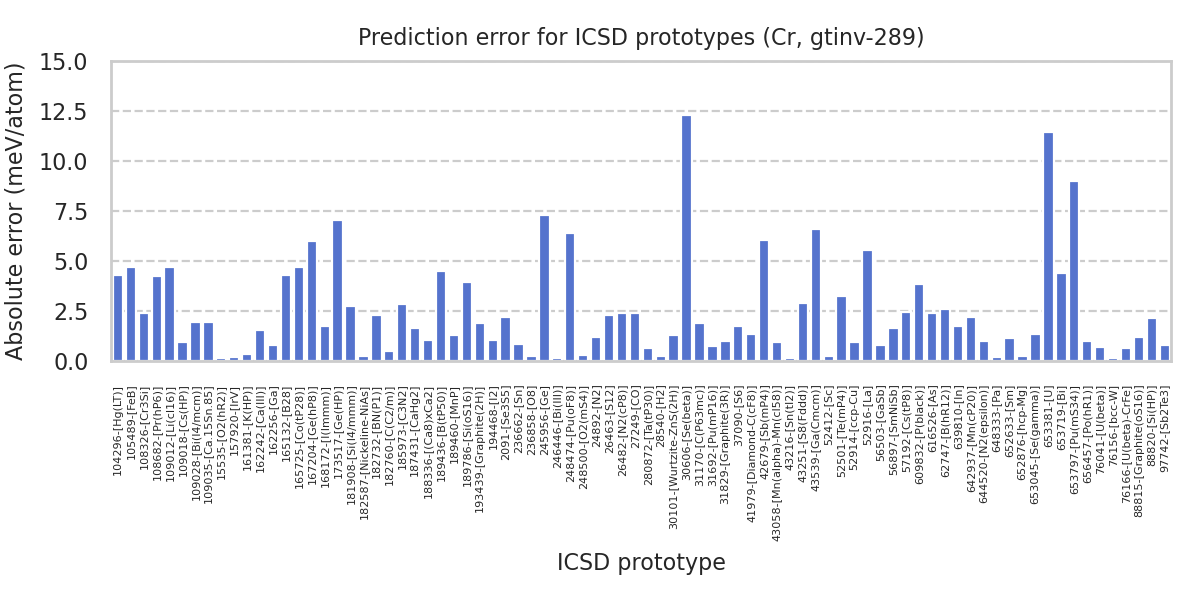 Prediction error for ICSD prototypes (Cr, gtinv-289)
Absolute error (meV/atom)
15.0
12.5
10.0
7.5
5.0
2.5
0.0
104296-[Hg(LT)]
105489-[FeB]
108326-[Cr3Si]
108682-[Pr(hP6)]
109012-[Li(cI16)]
109018-[Cs(HP)]
109028-[Bi(I4/mcm)]
109035-[Ca.15Sn.85]
15535-[O2(hR2)]
157920-[IrV]
161381-[K(HP)]
162242-[Ca(III)]
162256-[Ga]
165132-[B28]
165725-[Co(tP28)]
167204-[Ge(hP8)]
168172-[I(Immm)]
173517-[Ge(HP)]
181908-[Si(I4/mmm)]
182587-[Nickeline-NiAs]
182732-[BN(P1)]
182760-[C(C2/m)]
185973-[C3N2]
187431-[CaHg2]
188336-[(Ca8)xCa2]
189436-[B(tP50)]
189460-[MnP]
189786-[Si(oS16)]
193439-[Graphite(2H)]
194468-[I2]
2091-[Se3S5]
236662-[Sn]
236858-[O8]
245956-[Ge]
246446-[Bi(III)]
248474-[Pu(oF8)]
248500-[O2(mS4)]
24892-[N2]
26463-[S12]
26482-[N2(cP8)]
27249-[CO]
280872-[Ta(tP30)]
28540-[H2]
30101-[Wurtzite-ZnS(2H)]
30606-[Se(beta)]
31170-[C(P63mc)]
31692-[Pu(mP16)]
31829-[Graphite(3R)]
37090-[S6]
41979-[Diamond-C(cF8)]
42679-[Sb(mP4)]
43058-[Mn(alpha)-Mn(cI58)]
43216-[Sn(tI2)]
43251-[S8(Fddd)]
43539-[Ga(Cmcm)]
52412-[Sc]
52501-[Te(mP4)]
52914-[ccp-Cu]
52916-[La]
56503-[GaSb]
56897-[SmNiSb]
57192-[Cs(tP8)]
609832-[P(black)]
616526-[As]
62747-[B(hR12)]
639810-[In]
642937-[Mn(cP20)]
644520-[N2(epsilon)]
648333-[Pa]
652633-[Sm]
652876-[hcp-Mg]
653045-[Se(gamma)]
653381-[U]
653719-[Bi]
653797-[Pu(mS34)]
656457-[Po(hR1)]
76041-[U(beta)]
76156-[bcc-W]
76166-[U(beta)-CrFe]
88815-[Graphite(oS16)]
88820-[Si(HP)]
97742-[Sb2Te3]
ICSD prototype